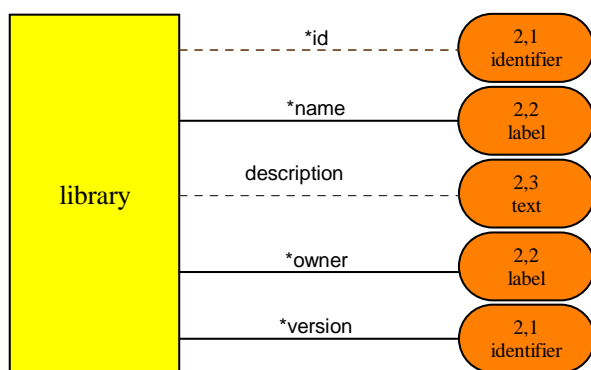 *id
2,1
identifier
*name
2,2
label
description
2,3
text
library
*owner
2,2
label
*version
2,1
identifier